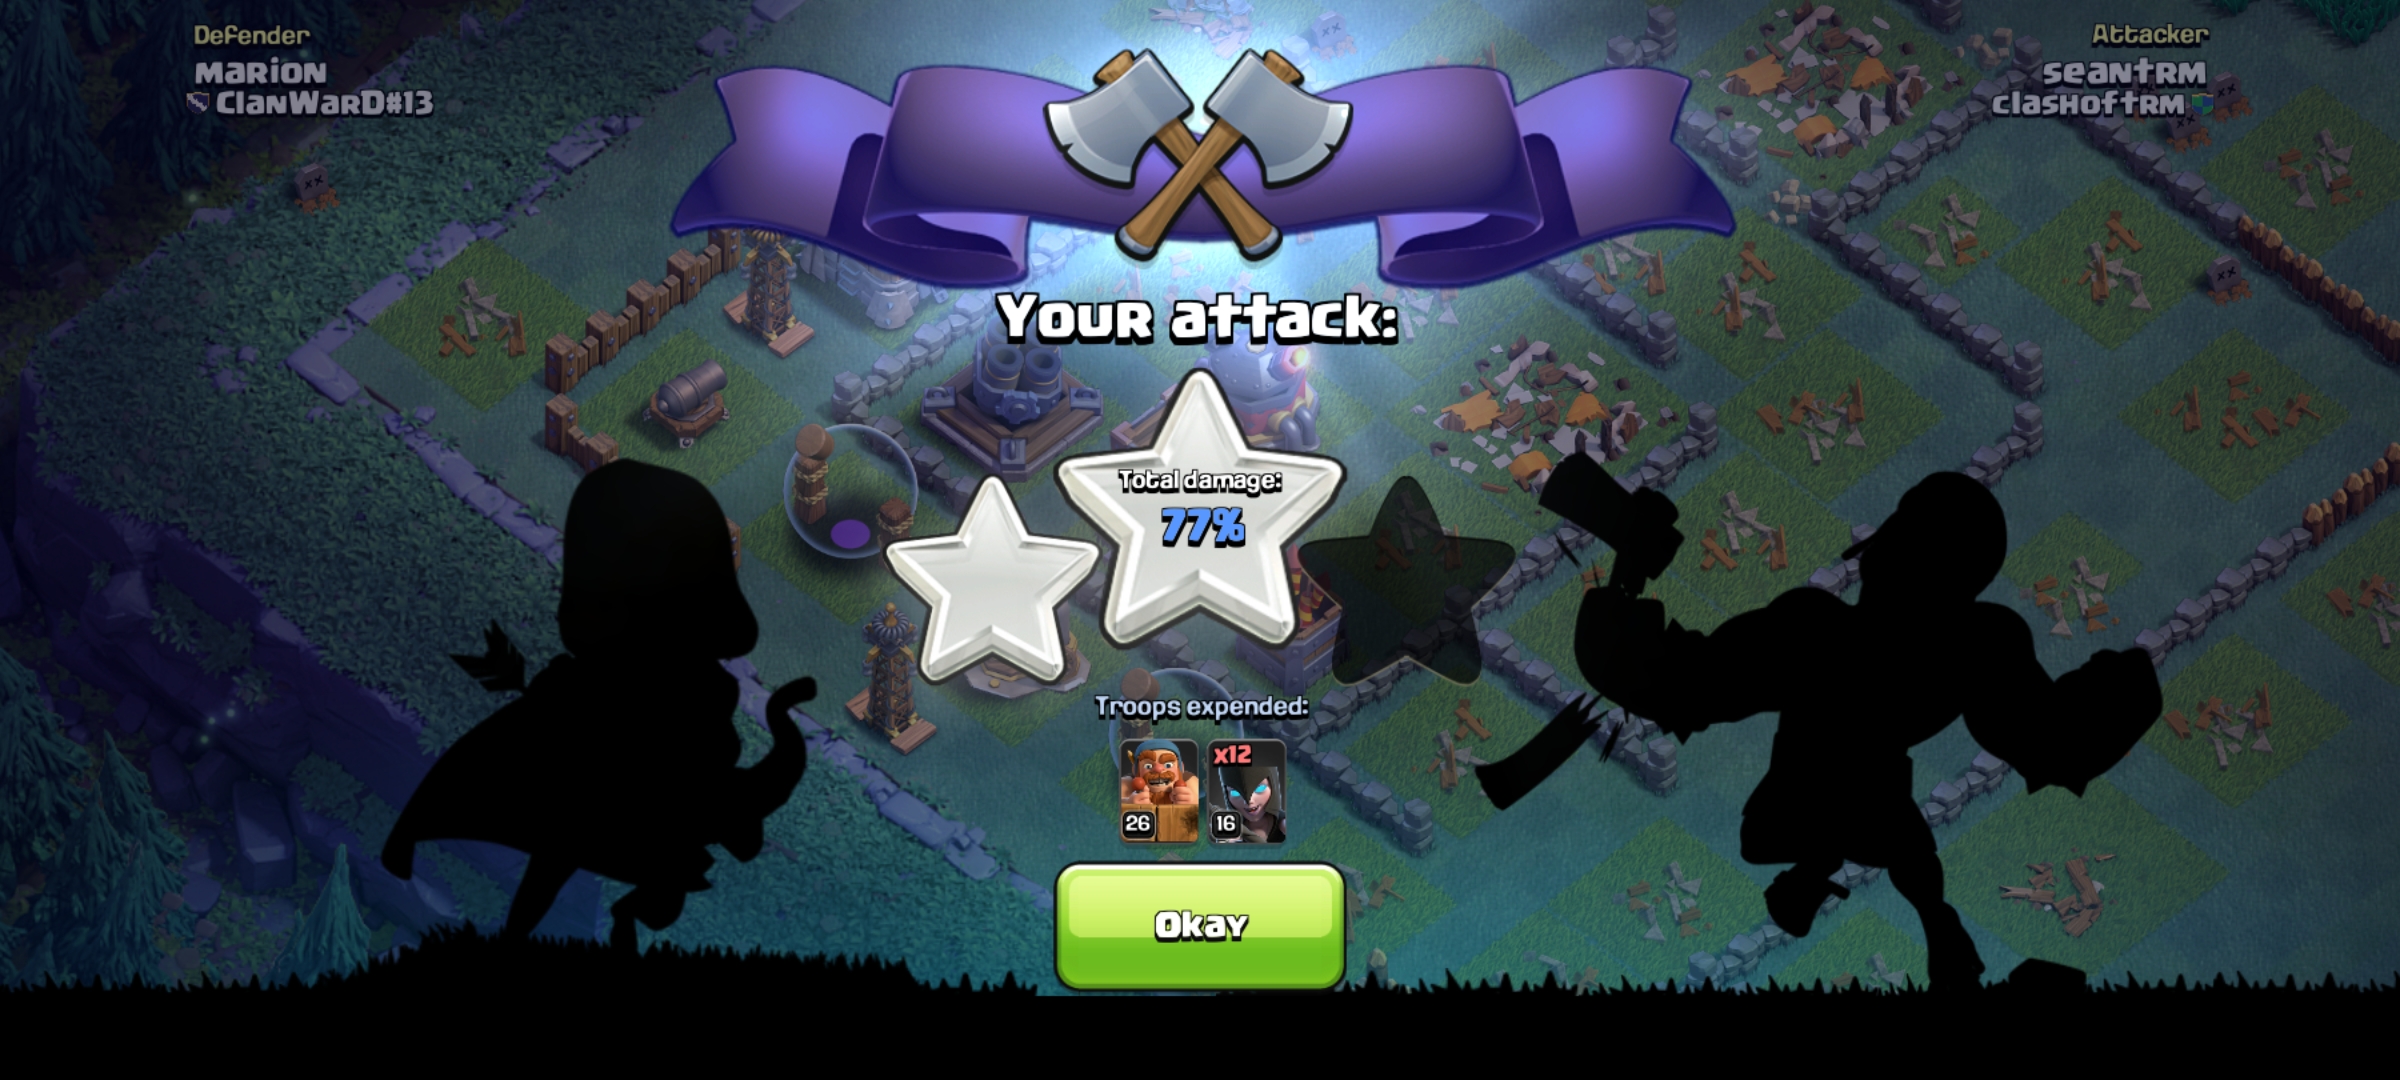 Defender
MARION
ClanWarD#13
Attacker
seantRM
clashoftRM
Your attack:
Total damage:
77%
Troops expended:
x12
26
16
Okay